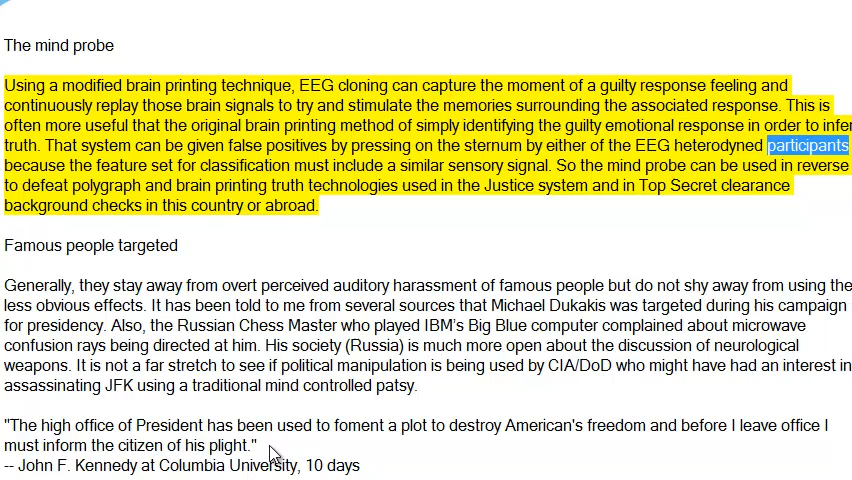 The mind probe
Using a modified brain printing technique, EEG cloning can capture the moment of a guilty response feeling and
continuously replay those brain signals to try and stimulate the memories surrounding the associated response. This is
often more useful that the original brain printing method of simply identifying the guilty emotional response in order to infer
truth. That system can be given false positives by pressing on the sternum by either of the EEG heterodyned participants
because the feature set for classification must include a similar sensory signal. So the mind probe can be used in reverse
to defeat polygraph and brain printing truth technologies used in the Justice system and in Top Secret clearance
background checks in this country or abroad.
Famous people targeted
Generally, they stay away from overt perceived auditory harassment of famous people but do not shy away from using the
less obvious effects. It has been told to me from several sources that Michael Dukakis was targeted during his campaign
for presidency. Also, the Russian Chess Master who played IBM's Big Blue computer complained about microwave
confusion rays being directed at him. His society (Russia) is much more open about the discussion of neurological
weapons. It is not a far stretch to see if political manipulation is being used by CIA/DoD who might have had an interest in
assassinating JFK using a traditional mind controlled patsy.
"The high office of President has been used to foment a plot to destroy American's freedom and before I leave office I
must inform the citizen of his plight."
-- John F. Kennedy at Columbia University, 10 days